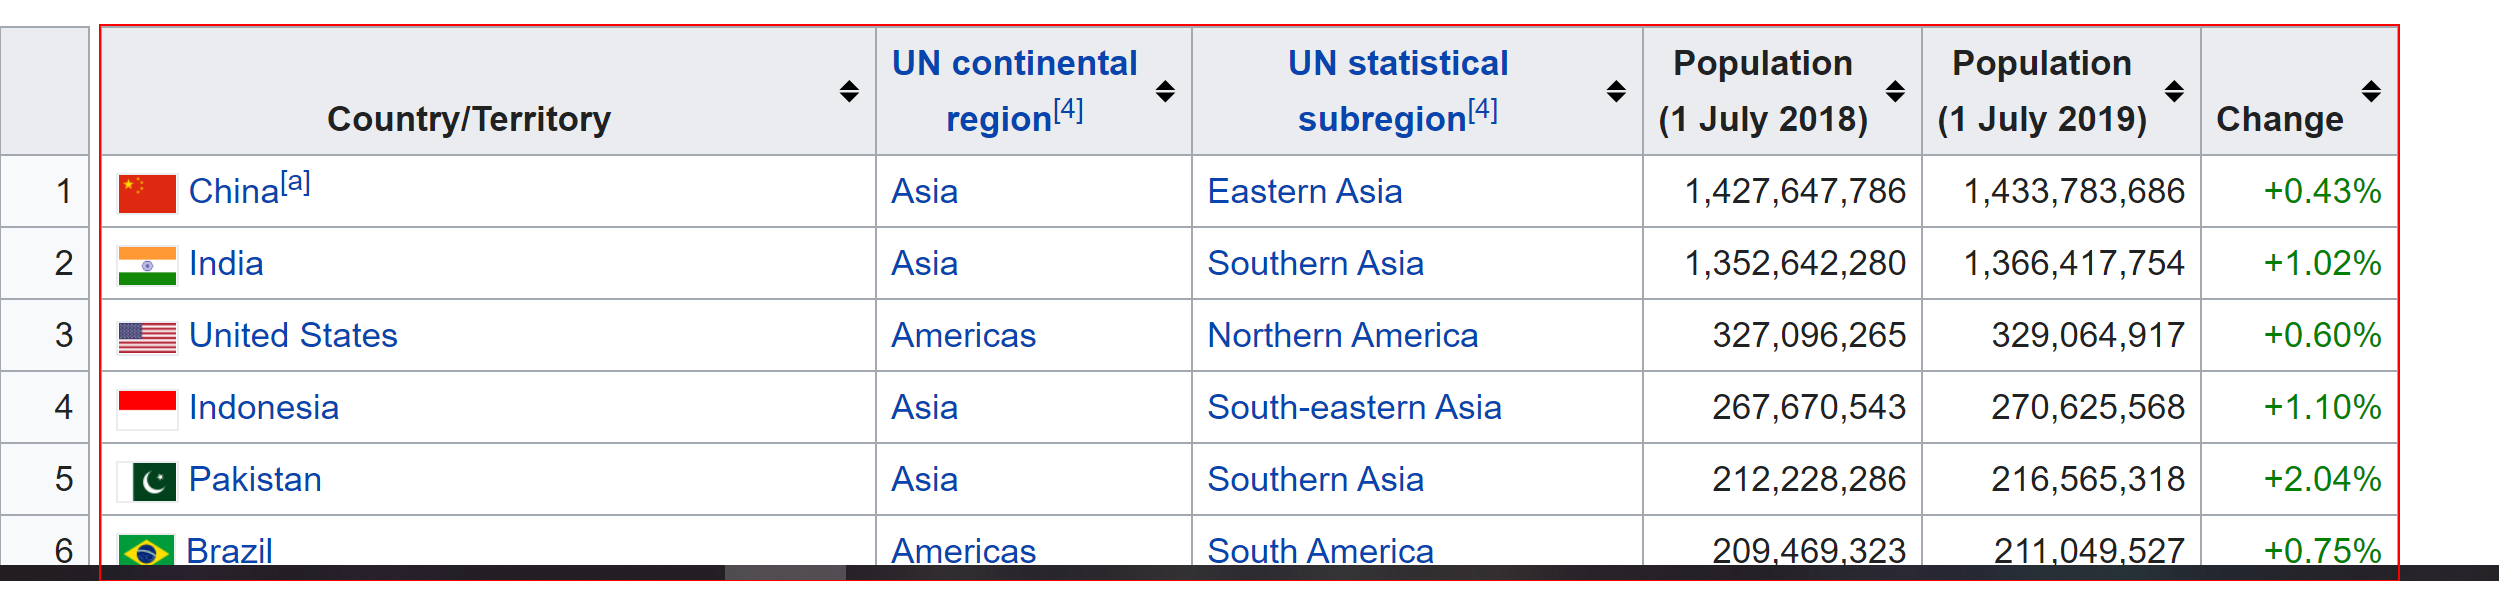 Country/Territory UN continental region[4] UN statistical subregion[4] Population (1 July 2018) Population (1 July 2019) Change
1 China[a] Asia Eastern Asia 1,427,647,786 1,433,783,686 +0.43%
2 India Asia Southern Asia 1,352,642,280 1,366,417,754 +1.02%
3 United States Americas Northern America 327,096,265 329,064,917 +0.60%
4 Indonesia Asia South-eastern Asia 267,670,543 270,625,568 +1.10%
5 Pakistan Asia Southern Asia 212,228,286 216,565,318 +2.04%
6 Brazil Americas South America 209,469,323 211,049,527 +0.75%